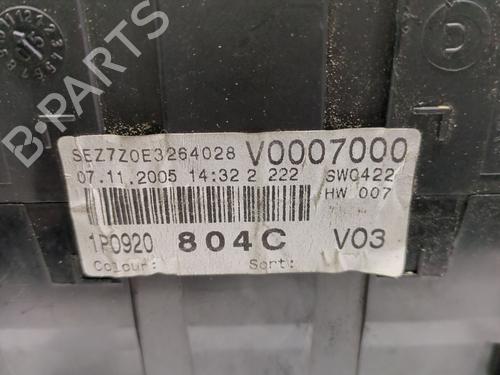 B-PARTS
SEZ7Z0E3264028 V0007000
07.11.2005 14:32 2 222 SW0422
HW 007
1P0920 804C V03
Colour: Sort: